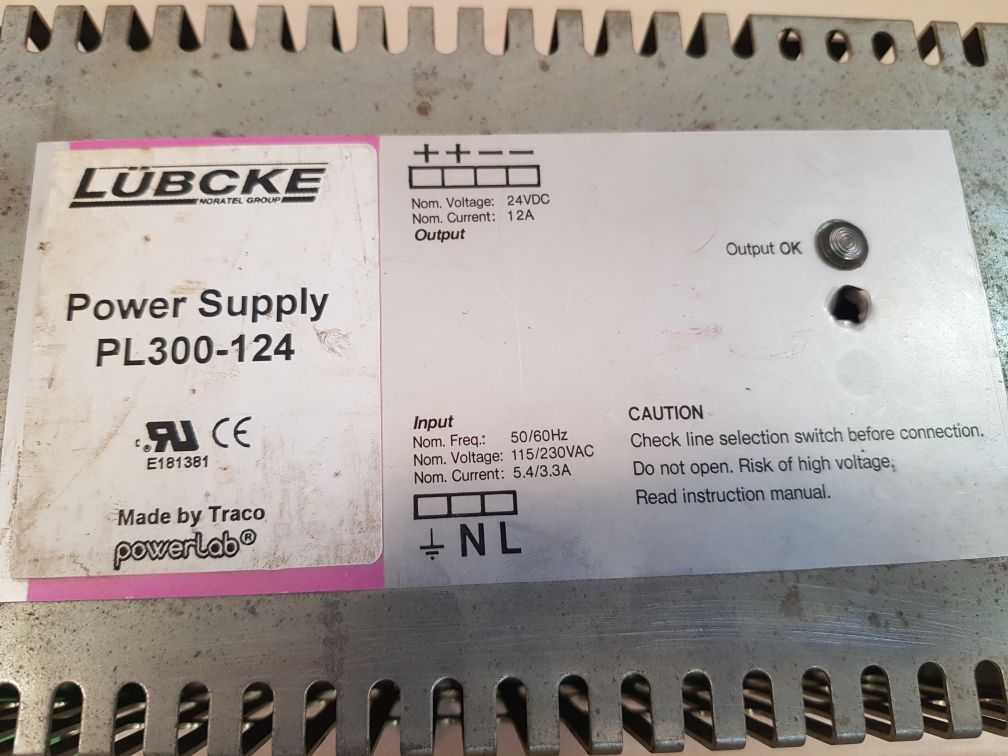 LÜBCKE
NORATEL GROUP
Power Supply
PL300-124
c RU CE
E181381
Made by Traco
powerLab®
++--
Nom. Voltage: 24VDC
Nom. Current: 12A
Output
Output OK
Input
Nom. Freq.: 50/60Hz
Nom. Voltage: 115/230VAC
Nom. Current: 5.4/3.3A
⏚ N L
CAUTION
Check line selection switch before connection.
Do not open. Risk of high voltage.
Read instruction manual.